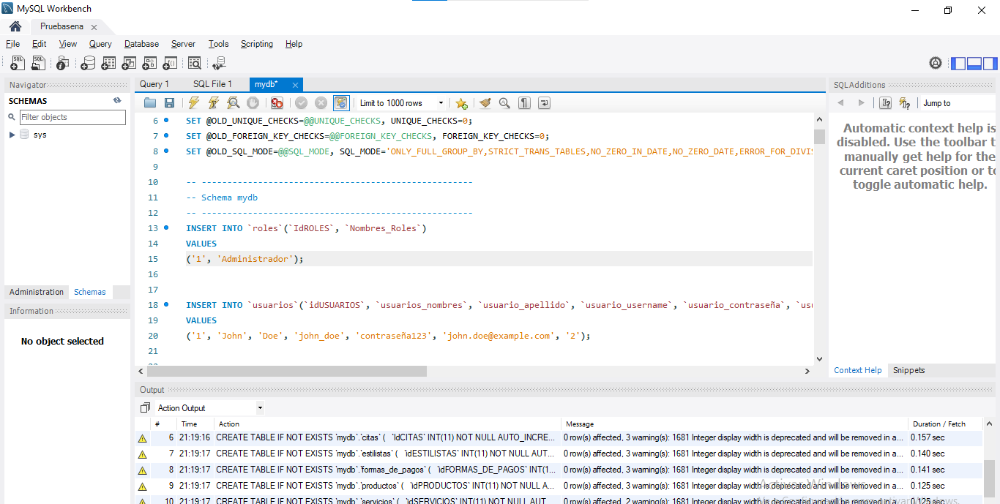 MySQL Workbench
Pruebasena
File Edit View Query Database Server Tools Scripting Help
Navigator
SCHEMAS
Filter objects
sys
Administration Schemas
Information
No object selected
Query 1 SQL File 1 mydb*
Limit to 1000 rows
6 SET @OLD_UNIQUE_CHECKS=@@UNIQUE_CHECKS, UNIQUE_CHECKS=0;
7 SET @OLD_FOREIGN_KEY_CHECKS=@@FOREIGN_KEY_CHECKS, FOREIGN_KEY_CHECKS=0;
8 SET @OLD_SQL_MODE=@@SQL_MODE, SQL_MODE='ONLY_FULL_GROUP_BY,STRICT_TRANS_TABLES,NO_ZERO_IN_DATE,NO_ZERO_DATE,ERROR_FOR_DIVIS
9
10 -- -----------------------------------------------------
11 -- Schema mydb
12 -- -----------------------------------------------------
13 INSERT INTO `roles`(`IdROLES`, `Nombres_Roles`)
14 VALUES
15 ('1', 'Administrador');
16
17
18 INSERT INTO `usuarios`(`idUSUARIOS`, `usuarios_nombres`, `usuario_apellido`, `usuario_username`, `usuario_contraseña`, `usu
19 VALUES
20 ('1', 'John', 'Doe', 'john_doe', 'contraseña123', 'john.doe@example.com', '2');
21
SQLAdditions
Jump to
Automatic context help is
disabled. Use the toolbar t
manually get help for the
current caret position or to
toggle automatic help.
Context Help Snippets
Output
Action Output
# Time Action Message Duration / Fetch
6 21:19:16 CREATE TABLE IF NOT EXISTS `mydb`.`citas` ( `IdCITAS` INT(11) NOT NULL AUTO_INCRE... 0 row(s) affected, 3 warning(s): 1681 Integer display width is deprecated and will be removed in a... 0.157 sec
7 21:19:17 CREATE TABLE IF NOT EXISTS `mydb`.`estilistas` ( `idESTILISTAS` INT(11) NOT NULL AUT... 0 row(s) affected, 3 warning(s): 1681 Integer display width is deprecated and will be removed in a... 0.140 sec
8 21:19:17 CREATE TABLE IF NOT EXISTS `mydb`.`formas_de_pagos` ( `idFORMAS_DE_PAGOS` INT(1... 0 row(s) affected, 3 warning(s): 1681 Integer display width is deprecated and will be removed in a... 0.141 sec
9 21:19:17 CREATE TABLE IF NOT EXISTS `mydb`.`productos` ( `idPRODUCTOS` INT(11) NOT NULL A... 0 row(s) affected, 3 warning(s): 1681 Integer display width is deprecated and will be removed in a... 0.125 sec
10 21:19:17 CREATE TABLE IF NOT EXISTS `mydb`.`servicios` ( `idSERVICIOS` INT(11) NOT NULL AUT... 0 row(s) affected, 2 warning(s): 1681 Integer display width is deprecated and will be removed in a... 0.125 sec
Activar Windows